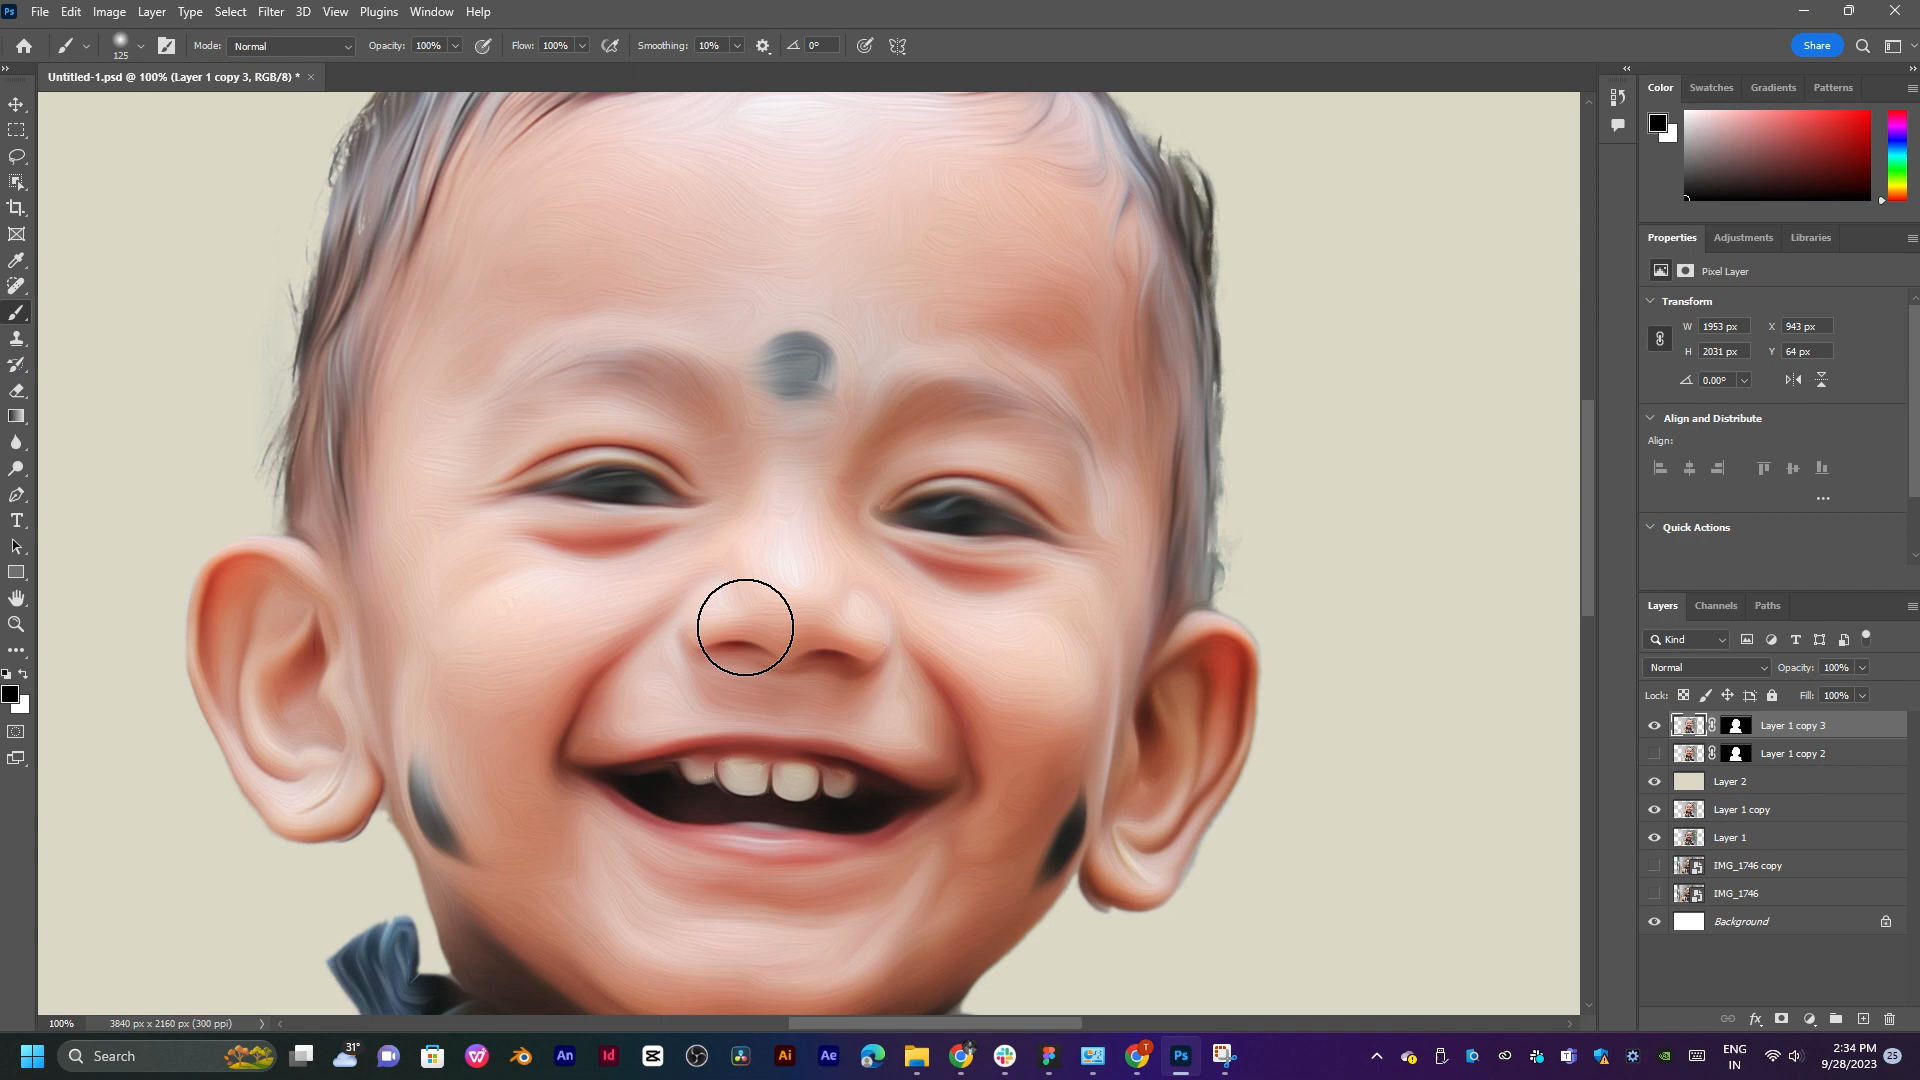 Ps File Edit Image Layer Type Select Filter 3D View Plugins Window Help
125 Mode: Normal Opacity: 100% Flow: 100% Smoothing: 10% 0° Share
Untitled-1.psd @ 100% (Layer 1 copy 3, RGB/8) * ×
Color Swatches Gradients Patterns
Properties Adjustments Libraries
Pixel Layer
Transform
W 1953 px X 943 px
H 2031 px Y 64 px
0.00°
Align and Distribute
Align:
Quick Actions
Layers Channels Paths
Kind
Normal Opacity: 100%
Lock: Fill: 100%
Layer 1 copy 3
Layer 1 copy 2
Layer 2
Layer 1 copy
Layer 1
IMG_1746 copy
IMG_1746
Background
100% 3840 px x 2160 px (300 ppi)
Search 31° An Id Ai Ae T Ps ENG IN 2:34 PM 9/28/2023 25